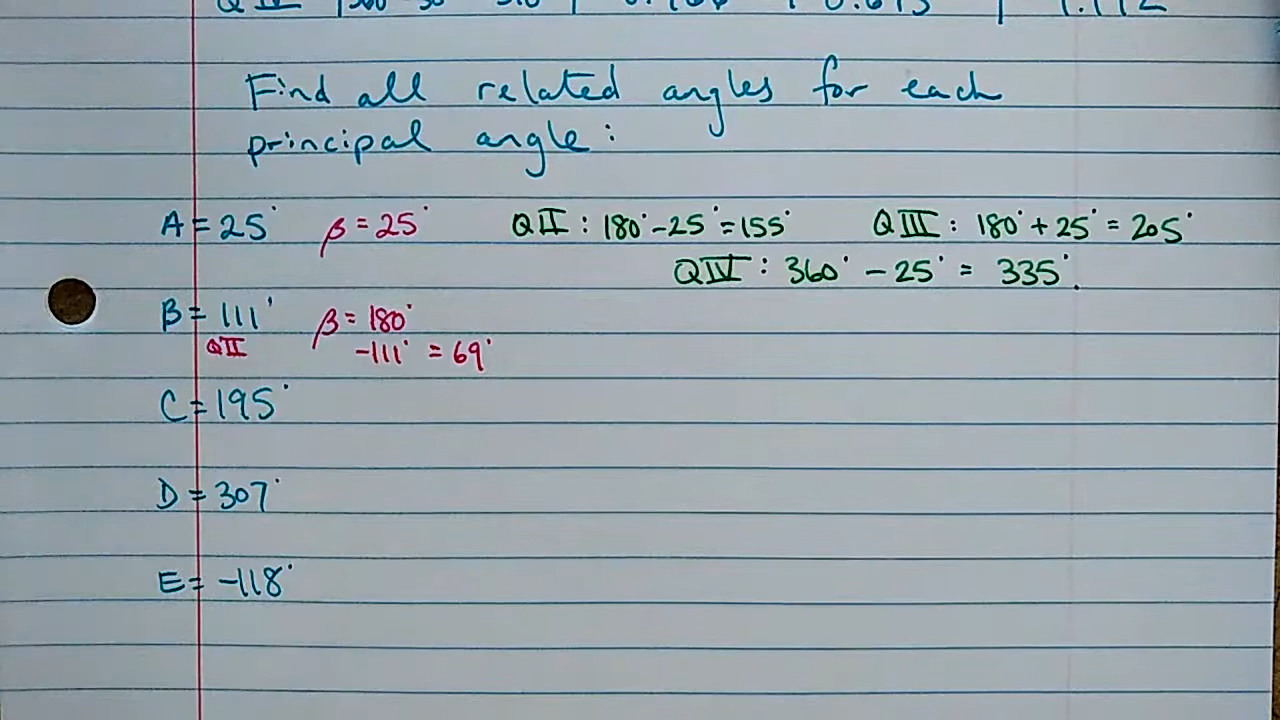 Find all related angles for each
principal angle:
A = 25° β = 25° QII : 180° - 25° = 155° QIII : 180° + 25° = 205°
QIV : 360° - 25° = 335°.
B = 111° β = 180°
QII -111° = 69°
C = 195°
D = 307°
E = -118°